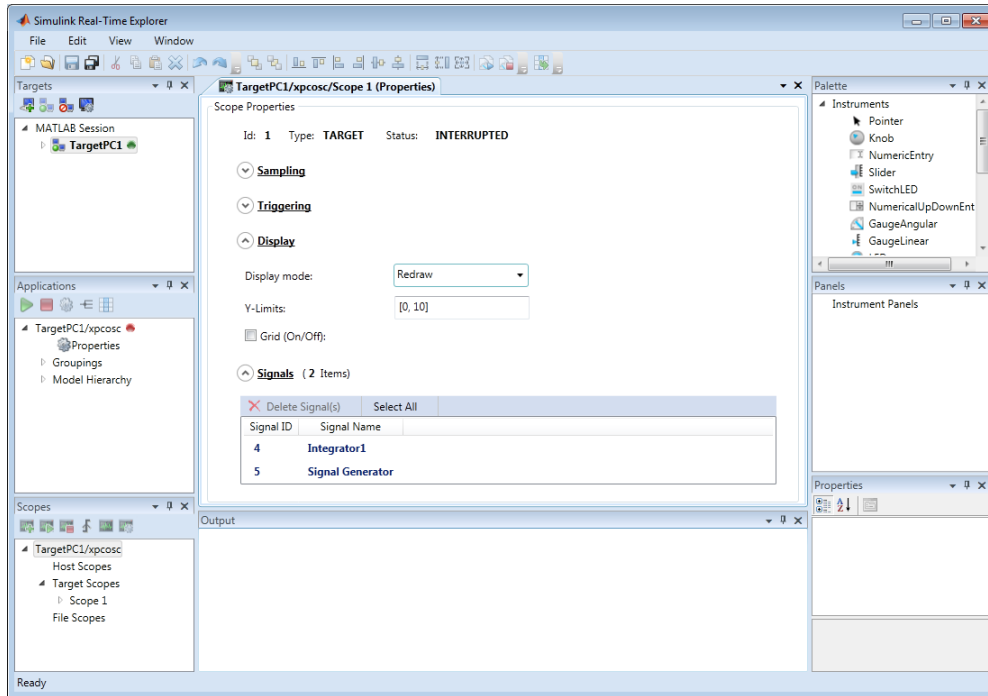 Simulink Real-Time Explorer
File Edit View Window
Targets
MATLAB Session
TargetPC1
Applications
TargetPC1/xpcosc
Properties
Groupings
Model Hierarchy
Scopes
TargetPC1/xpcosc
Host Scopes
Target Scopes
Scope 1
File Scopes
TargetPC1/xpcosc/Scope 1 (Properties)
Scope Properties
Id: 1 Type: TARGET Status: INTERRUPTED
Sampling
Triggering
Display
Display mode: Redraw
Y-Limits: [0, 10]
Grid (On/Off):
Signals ( 2 Items)
Delete Signal(s) Select All
Signal ID Signal Name
4 Integrator1
5 Signal Generator
Output
Palette
Instruments
Pointer
Knob
NumericEntry
Slider
SwitchLED
NumericalUpDownEnt
GaugeAngular
GaugeLinear
Panels
Instrument Panels
Properties
Ready